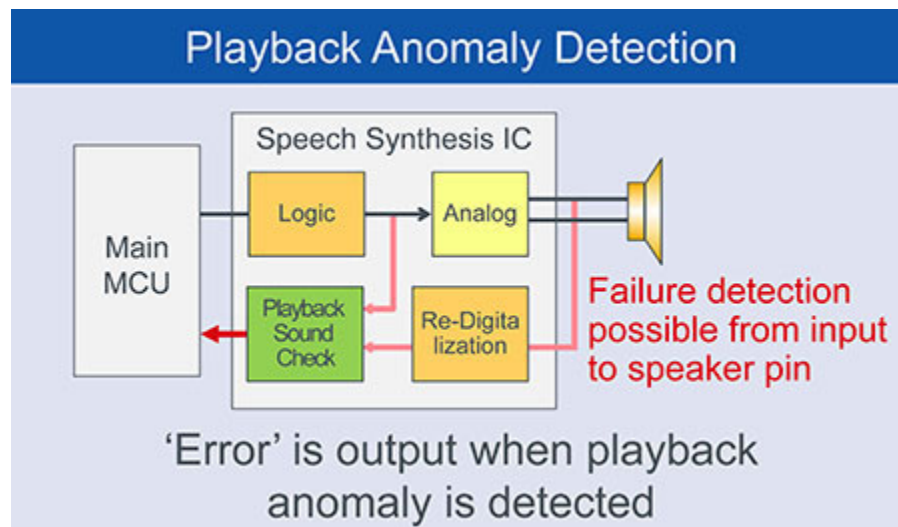 Playback Anomaly Detection
Speech Synthesis IC
Main
MCU
Logic
Analog
Playback
Sound
Check
Re-Digita
lization
Failure detection
possible from input
to speaker pin
‘Error’ is output when playback
anomaly is detected